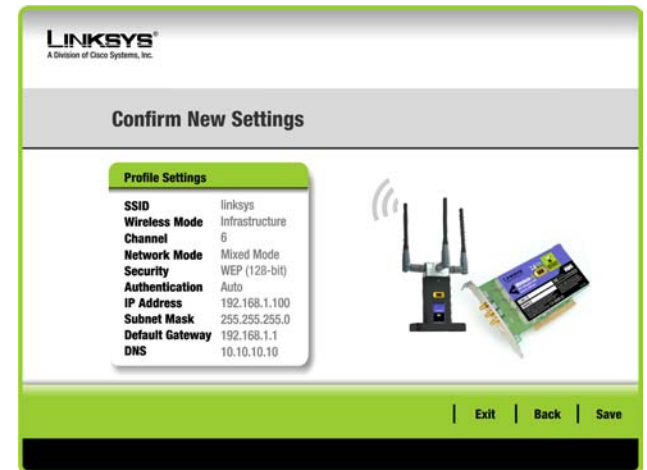 LINKSYS®
A Division of Cisco Systems, Inc.
Confirm New Settings
Profile Settings
SSID linksys
Wireless Mode Infrastructure
Channel 6
Network Mode Mixed Mode
Security WEP (128-bit)
Authentication Auto
IP Address 192.168.1.100
Subnet Mask 255.255.255.0
Default Gateway 192.168.1.1
DNS 10.10.10.10
Exit Back Save